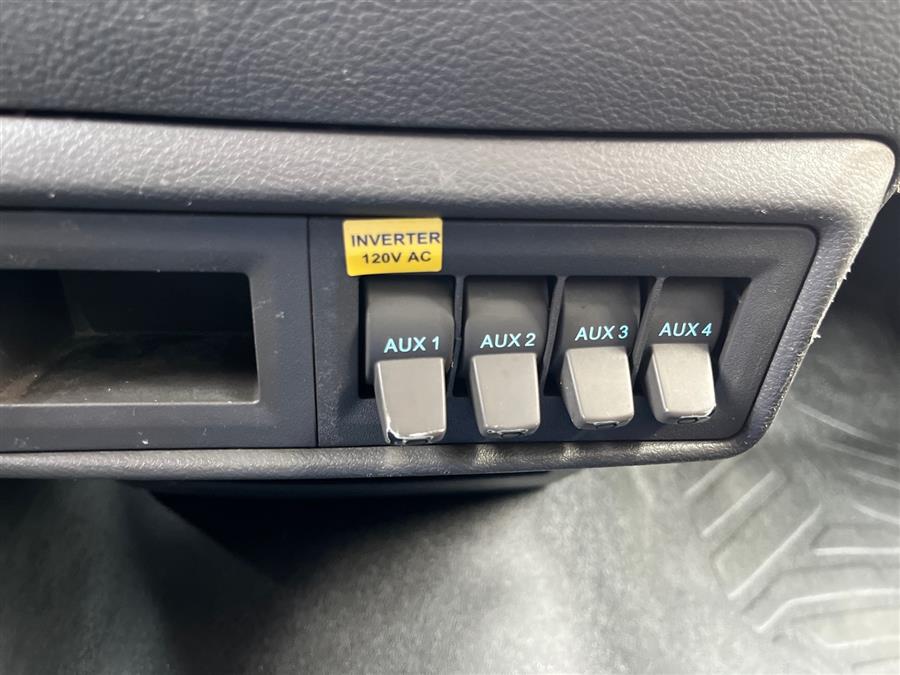 INVERTER
120V AC
AUX 1
AUX 2
AUX 3
AUX 4